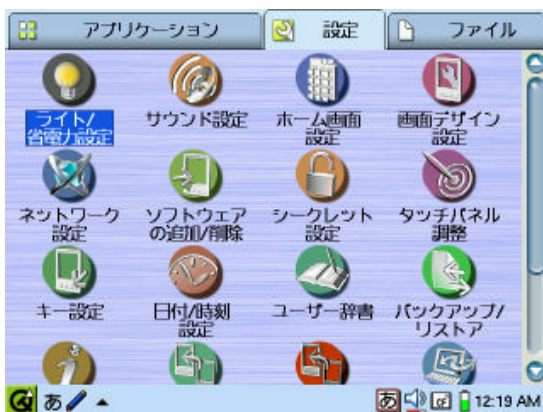 アプリケーション
設定
ファイル
ライト/
省電力設定
サウンド設定
ホーム画面
設定
画面デザイン
設定
ネットワーク
設定
ソフトウェア
の追加/削除
シークレット
設定
タッチパネル
調整
キー設定
日付/時刻
設定
ユーザー辞書
バックアップ/
リストア
あ
あ
CF
12:19 AM